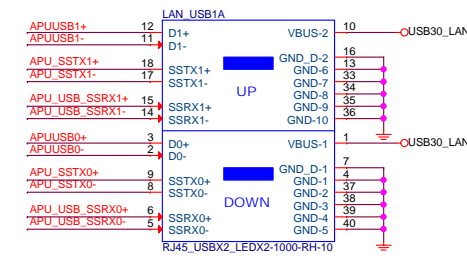 LAN_USB1A
APUUSB1+ 12 D1+ VBUS-2 10 USB30_LAN
APUUSB1- 11 D1-
GND_D-2 16
APU_SSTX1+ 18 SSTX1+ GND-6 13
APU_SSTX1- 17 SSTX1- GND-7 33
GND-8 34
APU_USB_SSRX1+ 15 SSRX1+ GND-9 35
APU_USB_SSRX1- 14 SSRX1- GND-10 36
UP
APUUSB0+ 3 D0+ VBUS-1 1 USB30_LAN
APUUSB0- 2 D0-
GND_D-1 7
APU_SSTX0+ 9 SSTX0+ GND-1 4
APU_SSTX0- 8 SSTX0- GND-2 37
DOWN GND-3 38
APU_USB_SSRX0+ 6 SSRX0+ GND-4 39
APU_USB_SSRX0- 5 SSRX0- GND-5 40
RJ45_USBX2_LEDX2-1000-RH-10